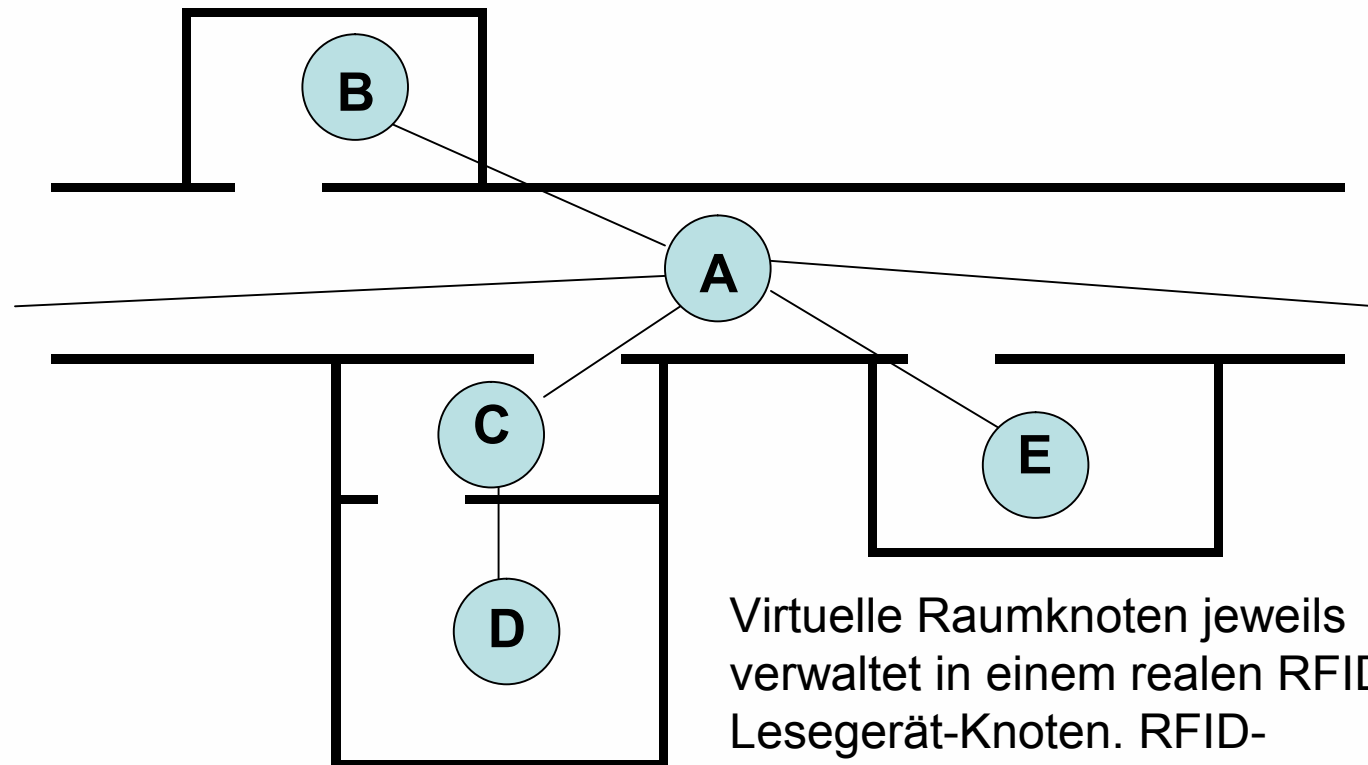 B
A
C
E
D
Virtuelle Raumknoten jeweils
verwaltet in einem realen RFID
Lesegerät-Knoten. RFID-